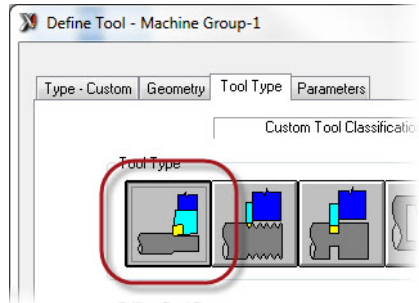 Define Tool - Machine Group-1
Type - Custom Geometry Tool Type Parameters
Custom Tool Classificatio
Tool Type